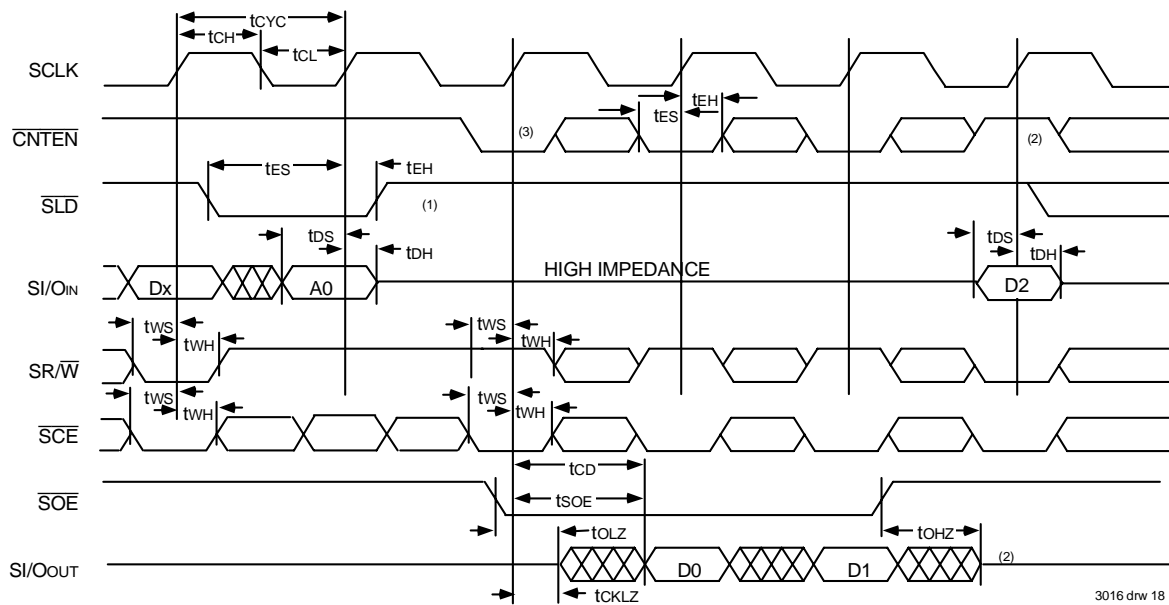 tCYC
tCH
tCL
SCLK
tEH
tES
CNTEN
(3)
(2)
tES
tEH
SLD
(1)
tDS
tDH
tDS
tDH
HIGH IMPEDANCE
SI/OIN
Dx
A0
D2
tWS
tWH
tWS
tWH
SR/W
tWS
tWH
tWS
tWH
SCE
tCD
SOE
tSOE
tOLZ
tOHZ
SI/OOUT
D0
D1
(2)
tCKLZ
3016 drw 18